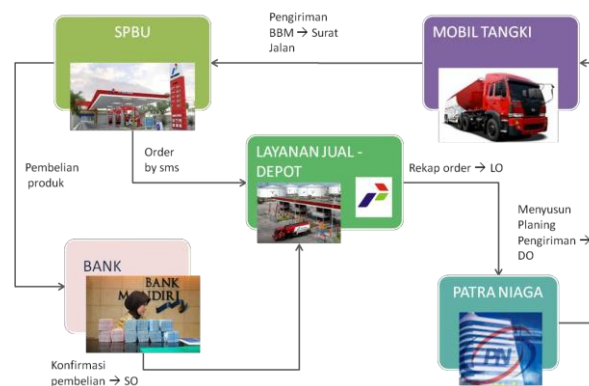 SPBU
Pengiriman
BBM → Surat
Jalan
MOBIL TANGKI
Pembelian
produk
Order
by sms
LAYANAN JUAL -
DEPOT
Rekap order → LO
Menyusun
Planing
Pengiriman →
DO
BANK
BANK
MANDIRI
Konfirmasi
pembelian → SO
PATRA NIAGA
PN